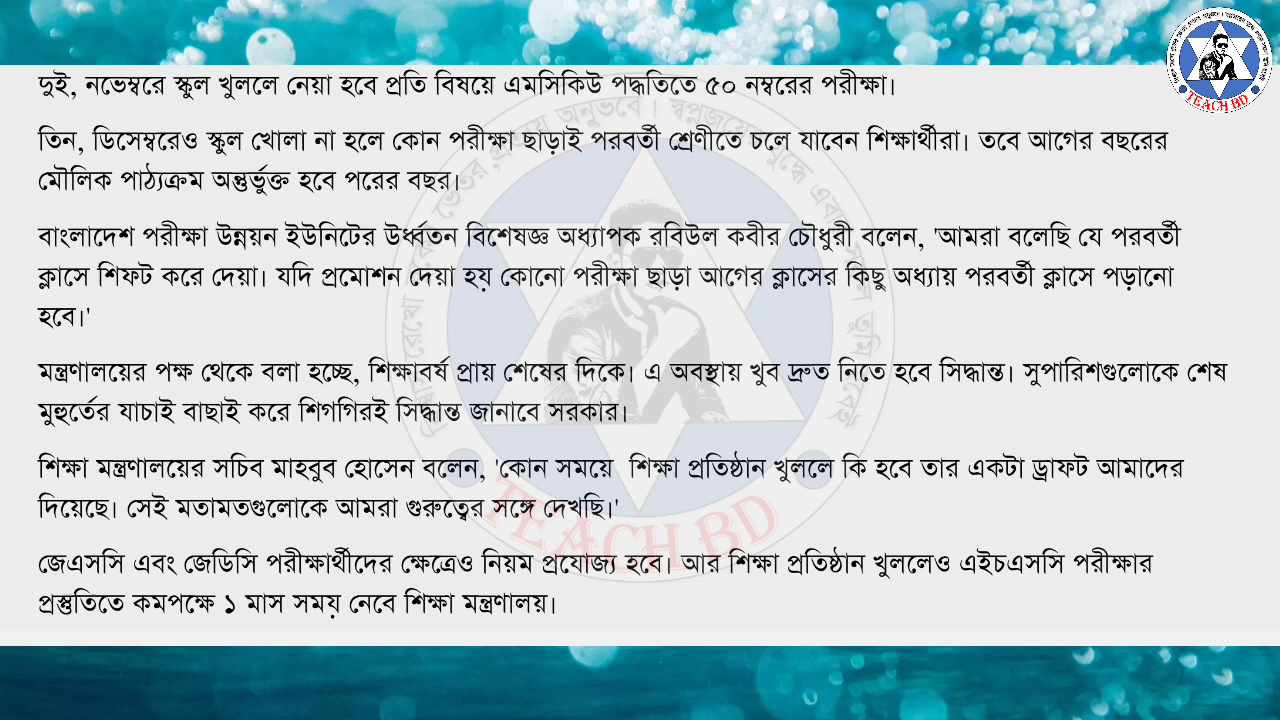 দুই, নভেম্বরে স্কুল খুললে নেয়া হবে প্রতি বিষয়ে এমসিকিউ পদ্ধতিতে ৫০ নম্বরের পরীক্ষা।
তিন, ডিসেম্বরেও স্কুল খোলা না হলে কোন পরীক্ষা ছাড়াই পরবর্তী শ্রেণীতে চলে যাবেন শিক্ষার্থীরা। তবে আগের বছরের
মৌলিক পাঠ্যক্রম অন্তুর্ভুক্ত হবে পরের বছর।
বাংলাদেশ পরীক্ষা উন্নয়ন ইউনিটের উর্ধ্বতন বিশেষজ্ঞ অধ্যাপক রবিউল কবীর চৌধুরী বলেন, 'আমরা বলেছি যে পরবর্তী
ক্লাসে শিফট করে দেয়া। যদি প্রমোশন দেয়া হয় কোনো পরীক্ষা ছাড়া আগের ক্লাসের কিছু অধ্যায় পরবর্তী ক্লাসে পড়ানো
হবে।'
মন্ত্রণালয়ের পক্ষ থেকে বলা হচ্ছে, শিক্ষাবর্ষ প্রায় শেষের দিকে। এ অবস্থায় খুব দ্রুত নিতে হবে সিদ্ধান্ত। সুপারিশগুলোকে শেষ
মুহুর্তের যাচাই বাছাই করে শিগগিরই সিদ্ধান্ত জানাবে সরকার।
শিক্ষা মন্ত্রণালয়ের সচিব মাহবুব হোসেন বলেন, 'কোন সময়ে শিক্ষা প্রতিষ্ঠান খুললে কি হবে তার একটা ড্রাফট আমাদের
দিয়েছে। সেই মতামতগুলোকে আমরা গুরুত্বের সঙ্গে দেখছি।'
জেএসসি এবং জেডিসি পরীক্ষার্থীদের ক্ষেত্রেও নিয়ম প্রযোজ্য হবে। আর শিক্ষা প্রতিষ্ঠান খুললেও এইচএসসি পরীক্ষার
প্রস্তুতিতে কমপক্ষে ১ মাস সময় নেবে শিক্ষা মন্ত্রণালয়।
TEACH BD
TEACH BD